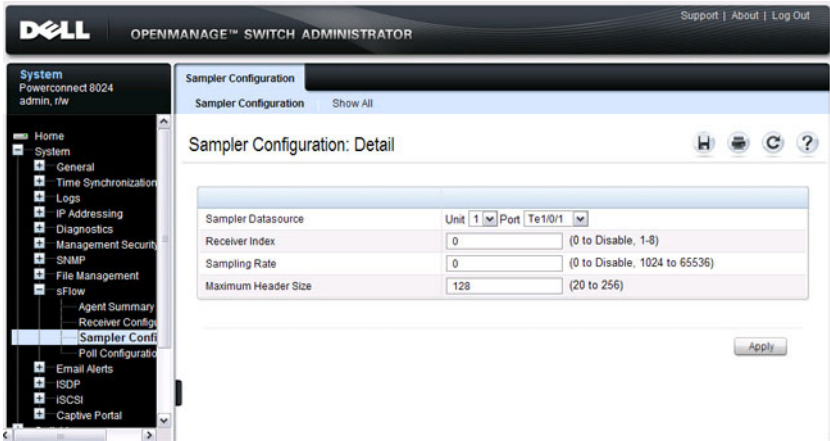 Support | About | Log Out
DELL
OPENMANAGE™ SWITCH ADMINISTRATOR
System
Powerconnect 8024
admin, r/w
Home
System
General
Time Synchronization
Logs
IP Addressing
Diagnostics
Management Security
SNMP
File Management
sFlow
Agent Summary
Receiver Configu
Sampler Confi
Poll Configuratio
Email Alerts
ISDP
iSCSI
Captive Portal
Sampler Configuration
Sampler Configuration Show All
Sampler Configuration: Detail
H ?
Sampler Datasource Unit 1 Port Te1/0/1
Receiver Index 0 (0 to Disable, 1-8)
Sampling Rate 0 (0 to Disable, 1024 to 65536)
Maximum Header Size 128 (20 to 256)
Apply